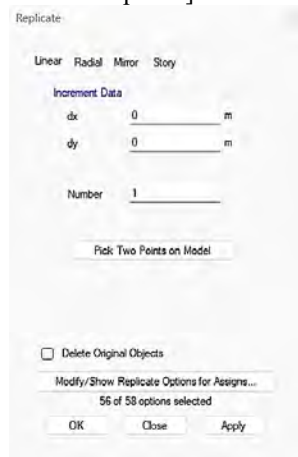 Replicate
Linear Radial Mirror Story
Increment Data
dx 0 m
dy 0 m
Number 1
Pick Two Points on Model
Delete Original Objects
Modify/Show Replicate Options for Assigns...
56 of 58 options selected
OK Close Apply